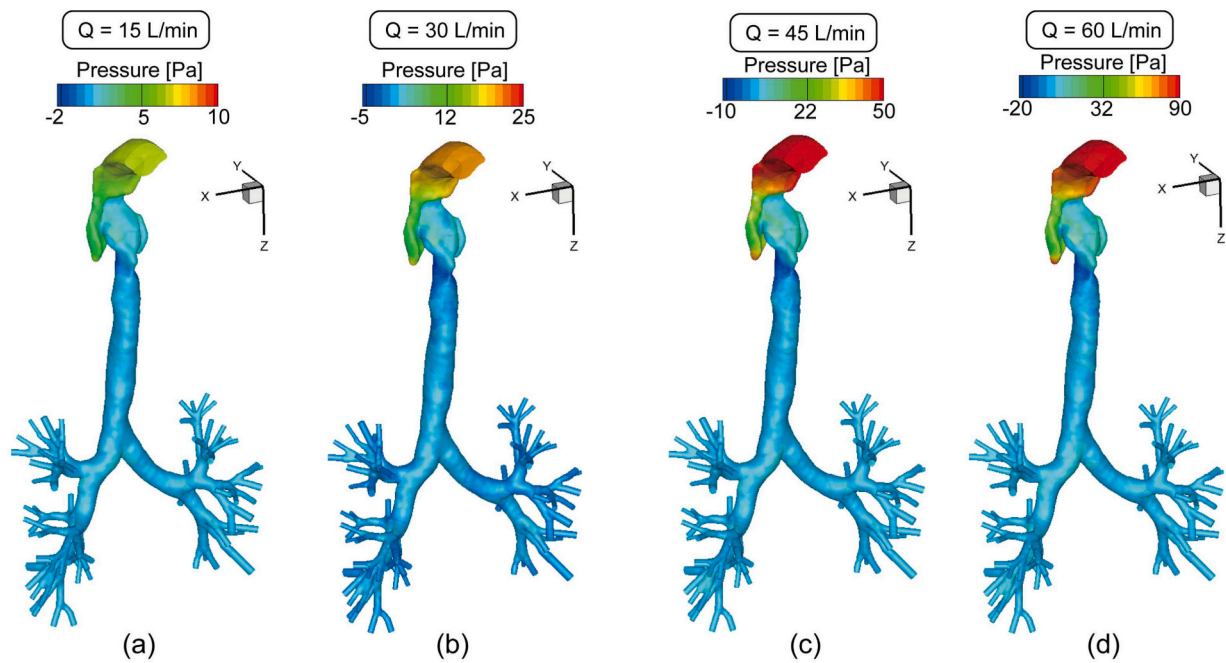 Q = 15 L/min
Pressure [Pa]
-2 5 10
Y
X
Z
(a)
Q = 30 L/min
Pressure [Pa]
-5 12 25
Y
X
Z
(b)
Q = 45 L/min
Pressure [Pa]
-10 22 50
Y
X
Z
(c)
Q = 60 L/min
Pressure [Pa]
-20 32 90
Y
X
Z
(d)